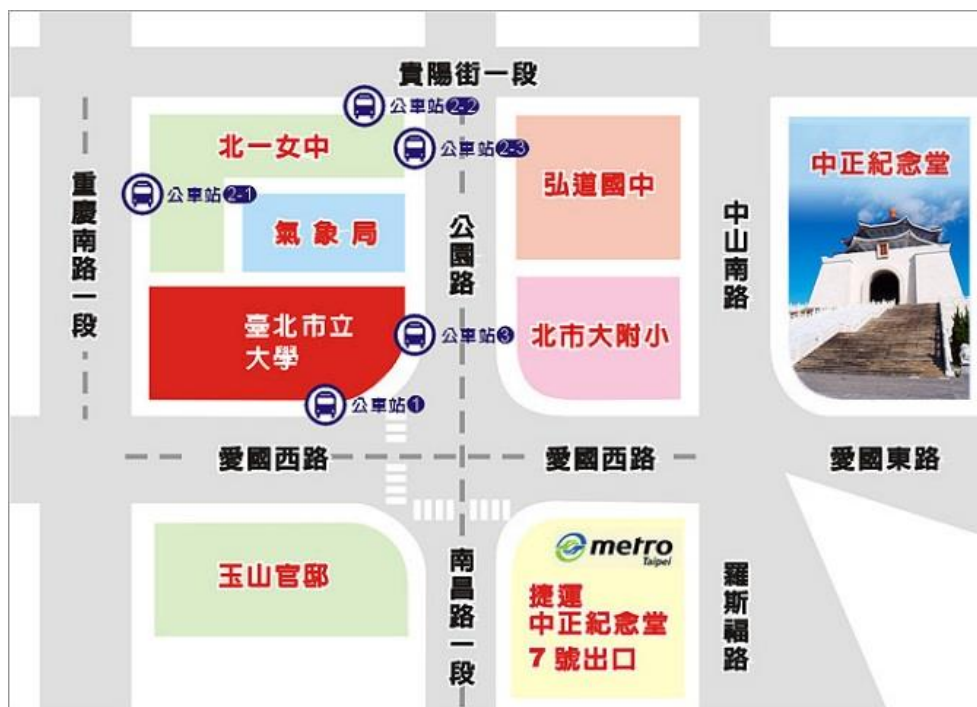 貴陽街一段
公車站2-2
北一女中
公車站2-3
中正紀念堂
弘道國中
公車站2-1
重慶南路一段
氣象局
公園路
中山南路
臺北市立
大學
公車站3
北市大附小
公車站1
愛國西路
愛國西路
愛國東路
metro
Taipei
玉山官邸
南昌路一段
捷運
中正紀念堂
7號出口
羅斯福路